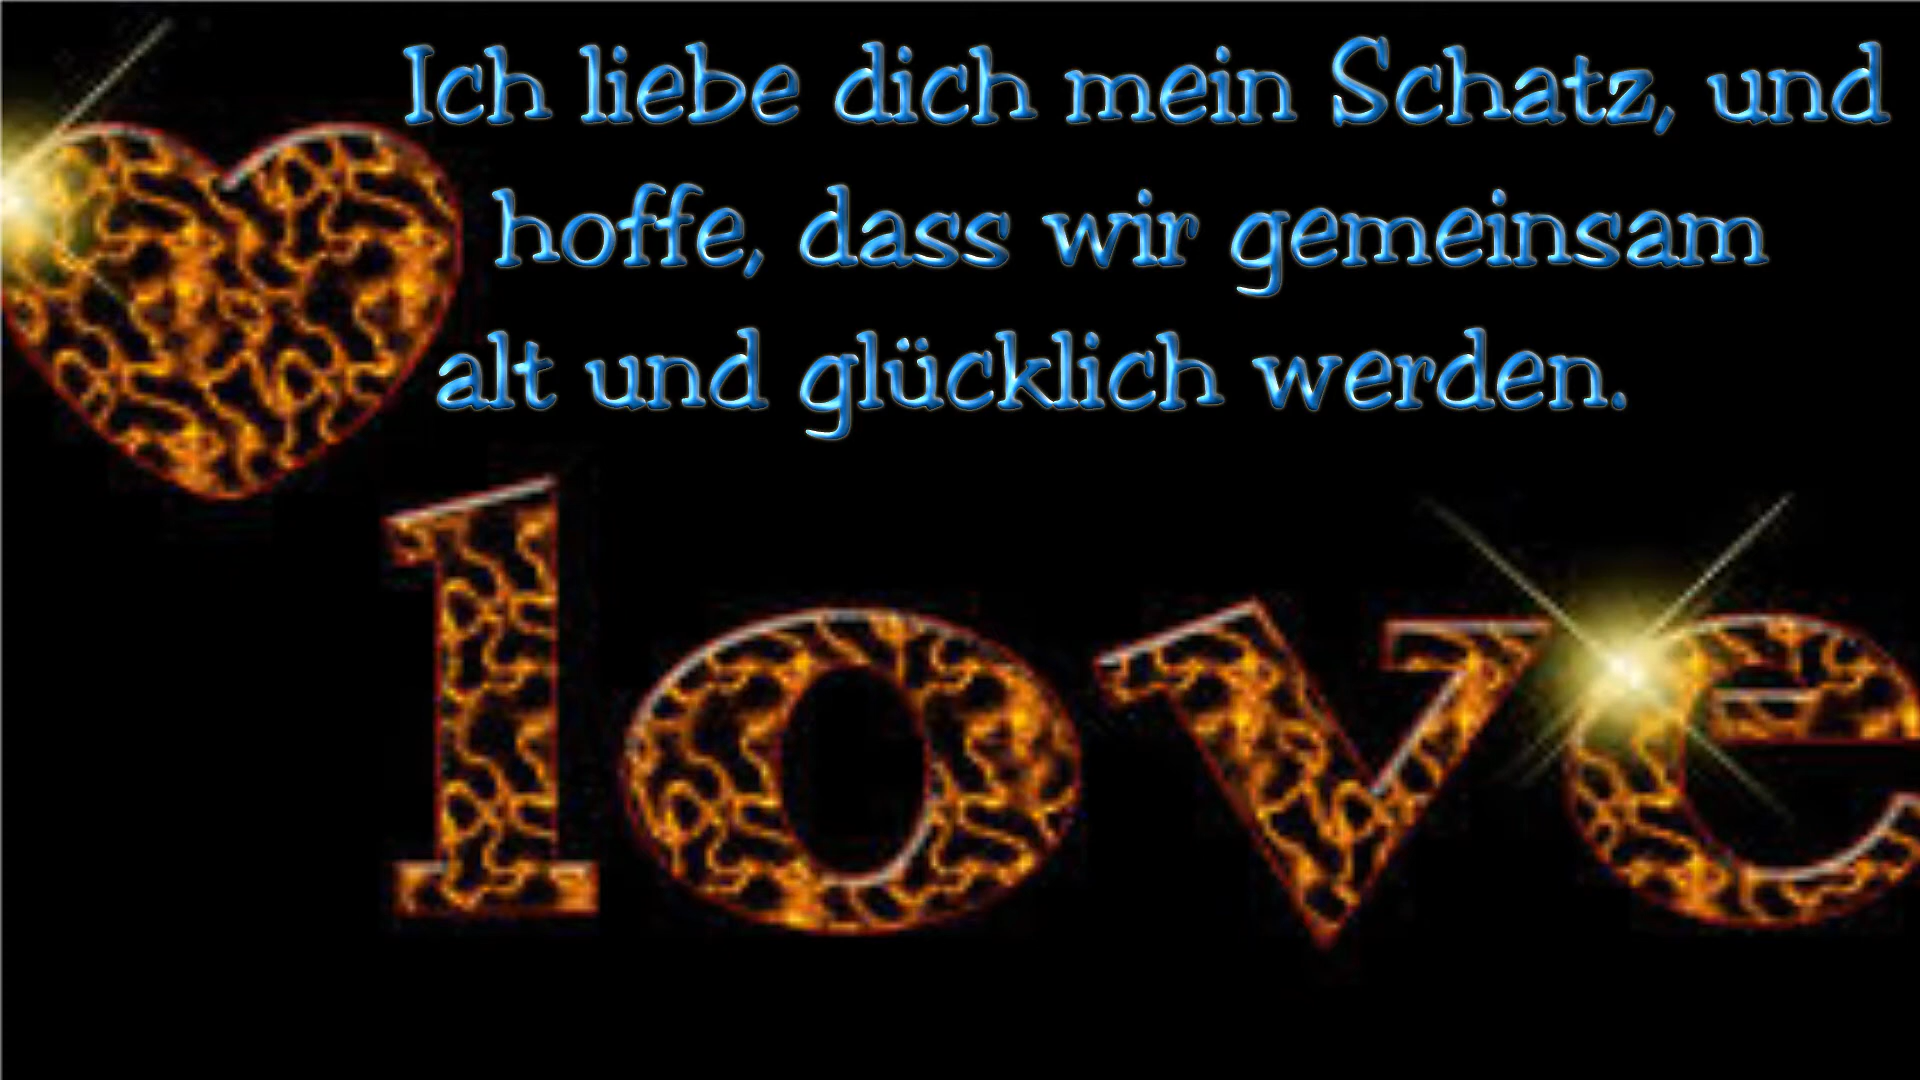 Ich liebe dich mein Schatz, und
hoffe, dass wir gemeinsam
alt und glücklich werden.
love